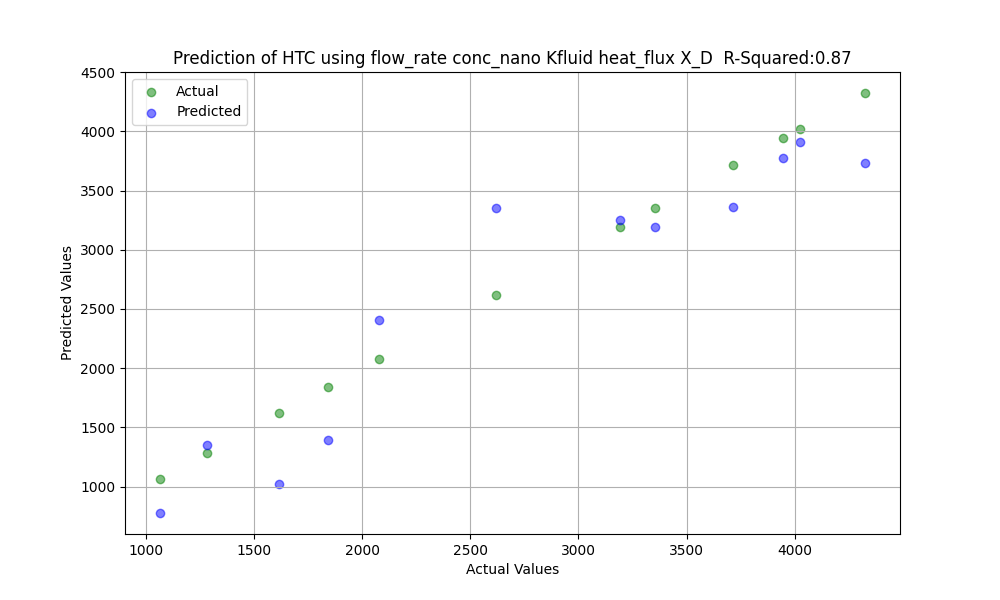 Prediction of HTC using flow_rate conc_nano Kfluid heat_flux X_D  R-Squared:0.87
Actual
Predicted
Predicted Values
4500
4000
3500
3000
2500
2000
1500
1000
1000 1500 2000 2500 3000 3500 4000
Actual Values